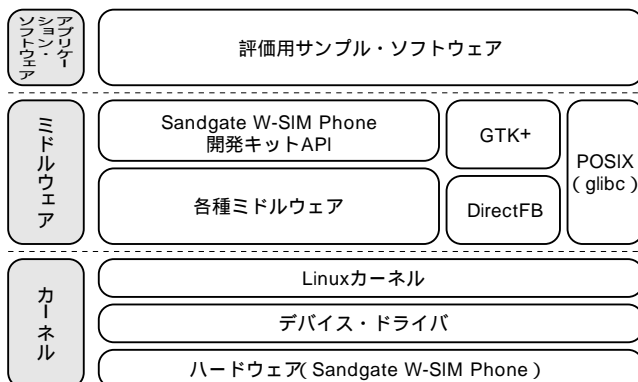 アプリケー
ション・
ソフトウェア
評価用サンプル・ソフトウェア
ミドルウェア
Sandgate W-SIM Phone
開発キットAPI
GTK+
POSIX
(glibc)
各種ミドルウェア
DirectFB
カーネル
Linuxカーネル
デバイス・ドライバ
ハードウェア(Sandgate W-SIM Phone)